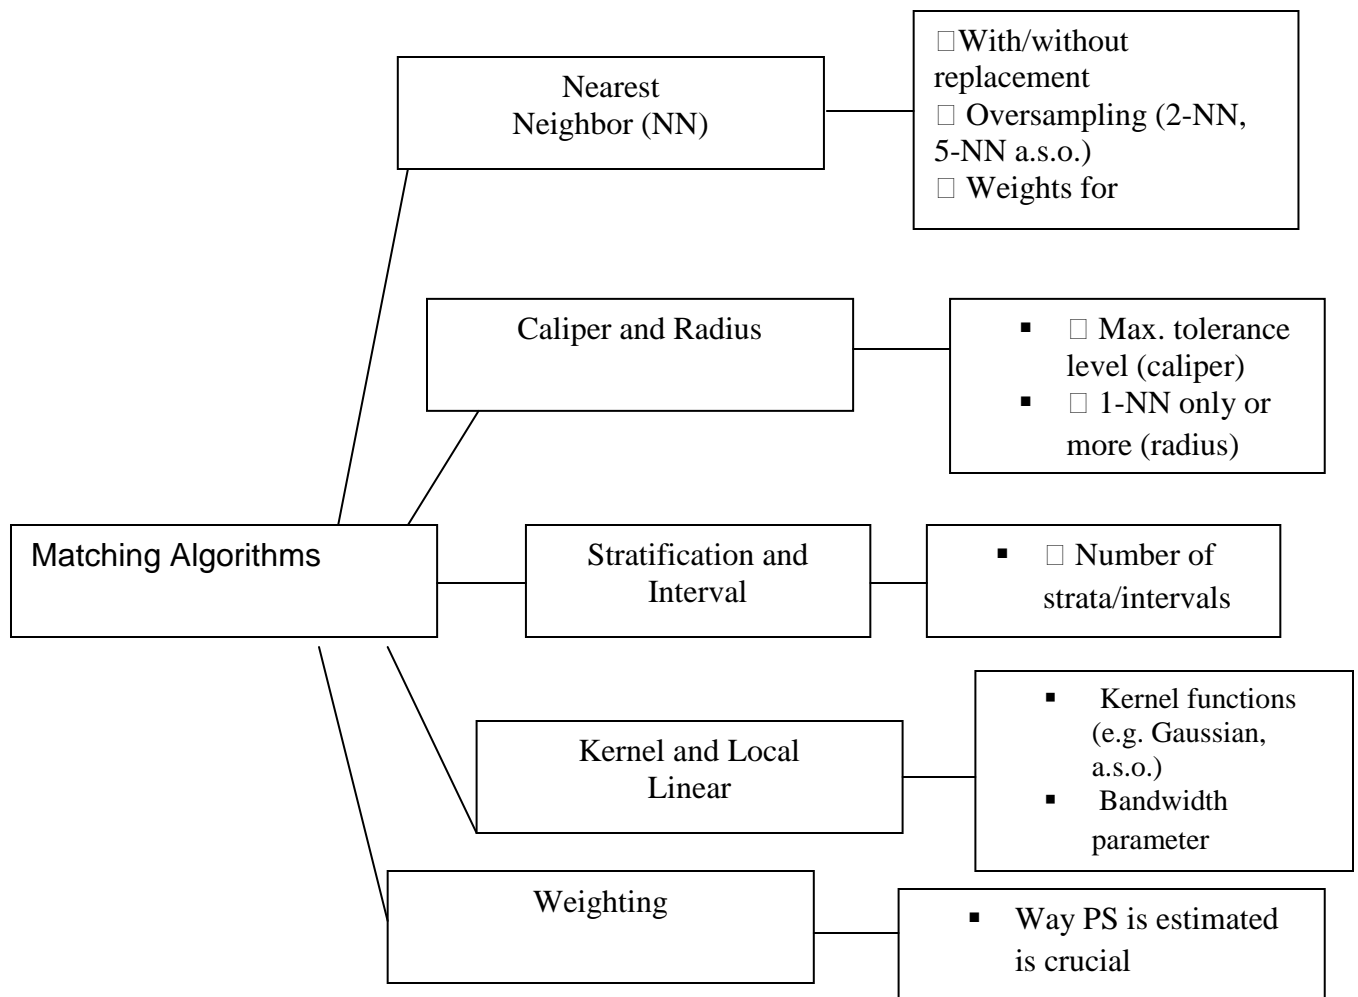 Nearest
Neighbor (NN)
□With/without
replacement
□ Oversampling (2-NN,
5-NN a.s.o.)
□ Weights for
Caliper and Radius
▪ □ Max. tolerance
level (caliper)
▪ □ 1-NN only or
more (radius)
Matching Algorithms
Stratification and
Interval
▪ □ Number of
strata/intervals
Kernel and Local
Linear
▪ Kernel functions
(e.g. Gaussian,
a.s.o.)
▪ Bandwidth
parameter
Weighting
▪ Way PS is estimated
is crucial